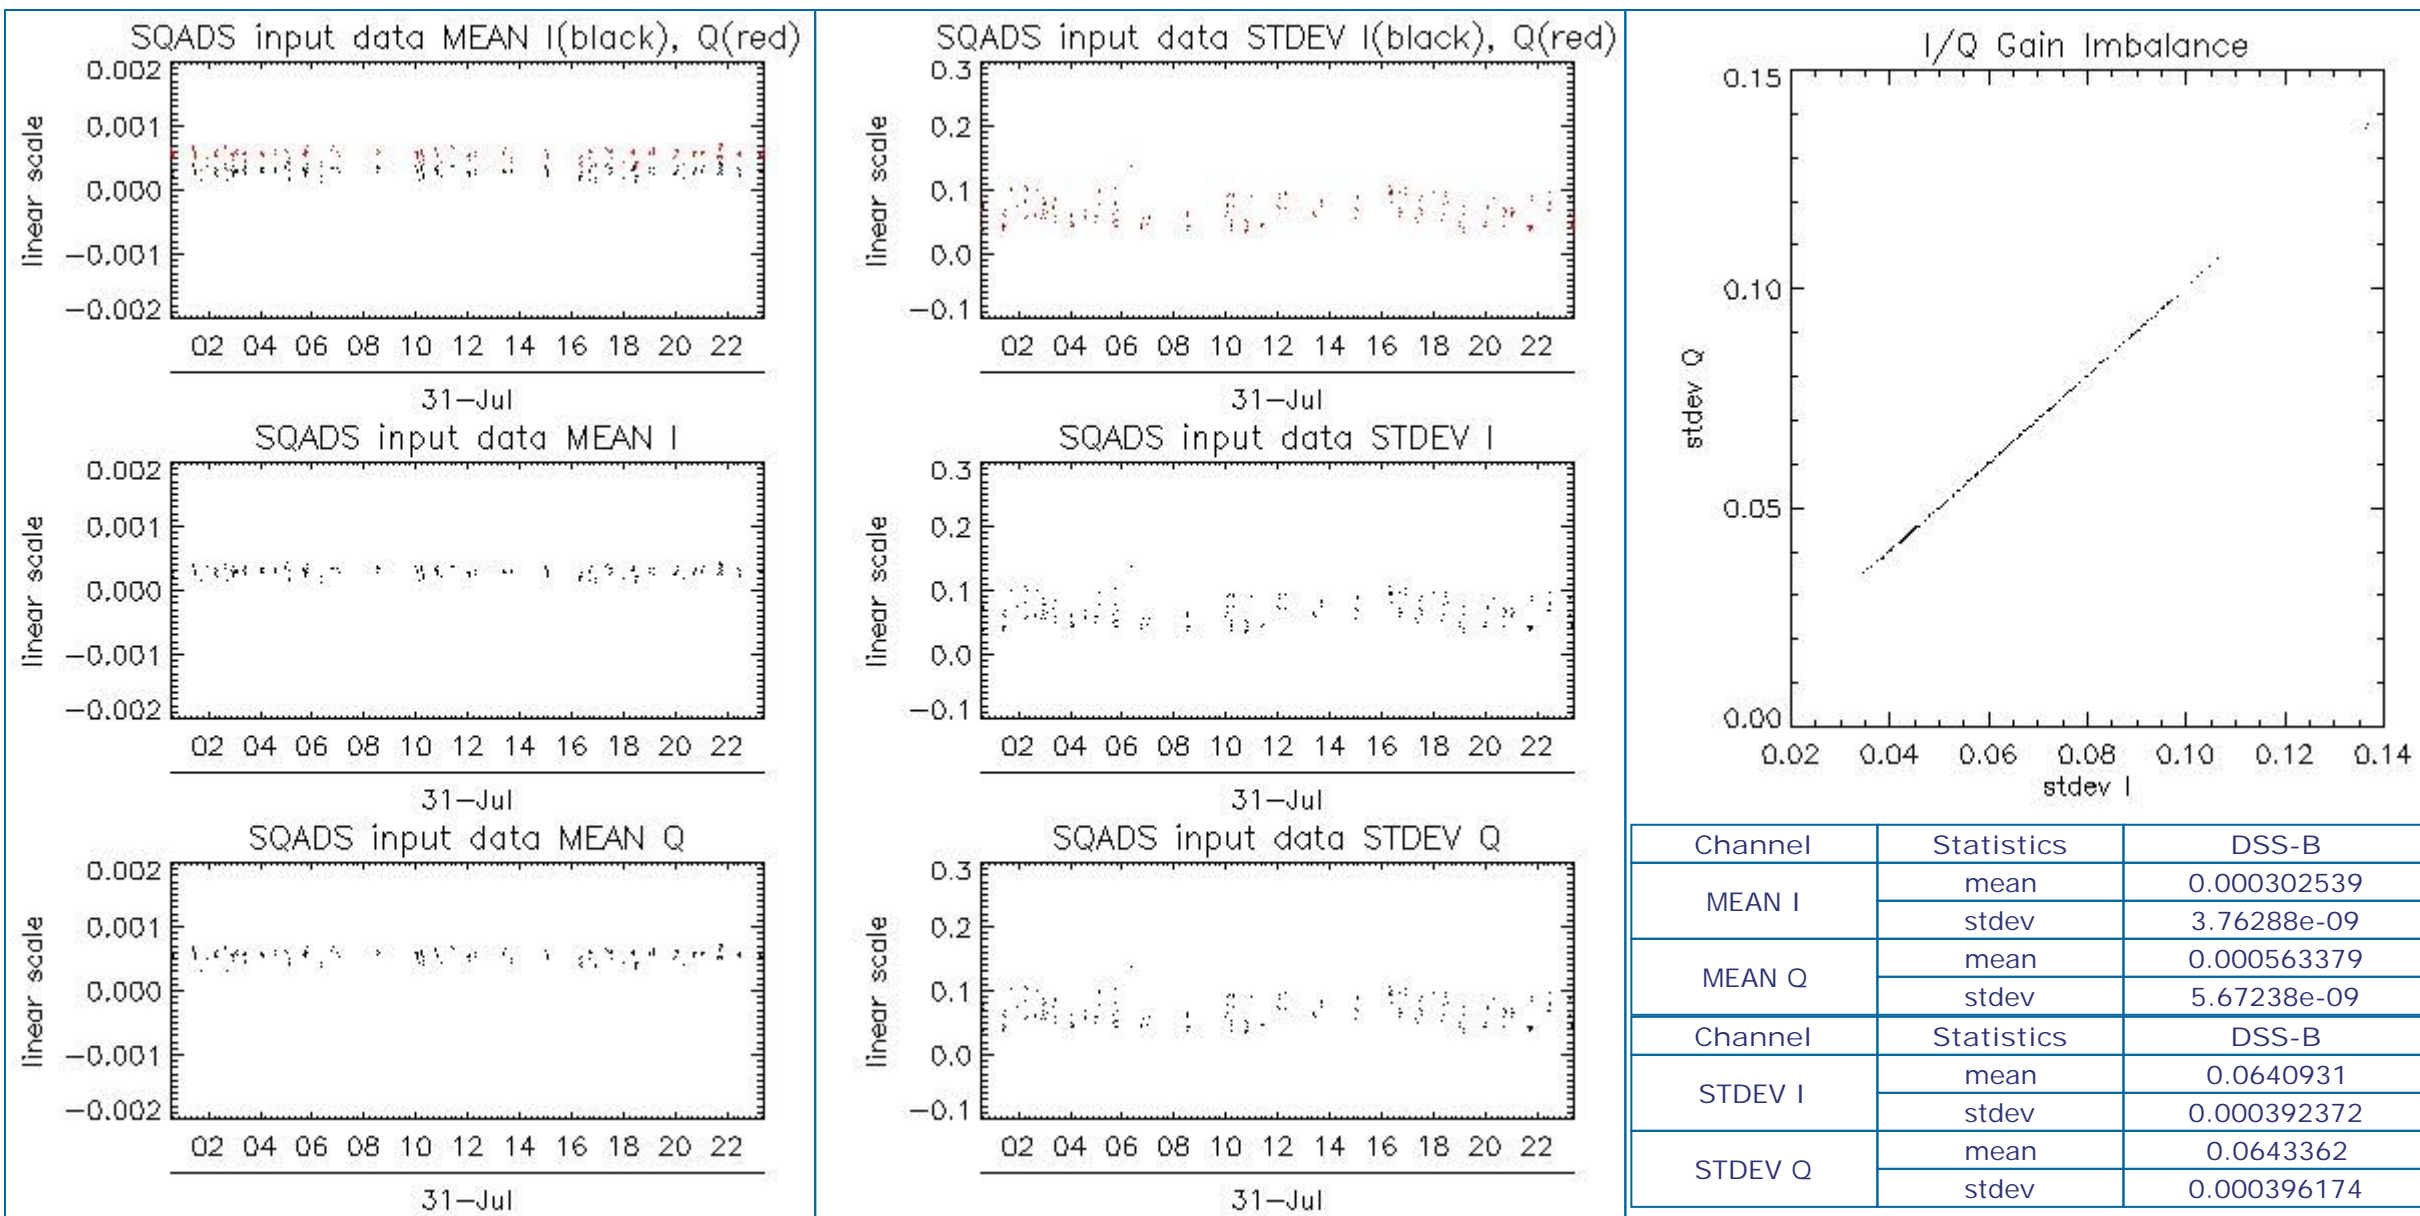 SQADS input data MEAN I(black), Q(red)
linear scale
0.002
0.001
0.000
−0.001
−0.002
02 04 06 08 10 12 14 16 18 20 22
31−Jul
SQADS input data MEAN I
linear scale
0.002
0.001
0.000
−0.001
−0.002
02 04 06 08 10 12 14 16 18 20 22
31−Jul
SQADS input data MEAN Q
linear scale
0.002
0.001
0.000
−0.001
−0.002
02 04 06 08 10 12 14 16 18 20 22
31−Jul
SQADS input data STDEV I(black), Q(red)
linear scale
0.3
0.2
0.1
0.0
−0.1
02 04 06 08 10 12 14 16 18 20 22
31−Jul
SQADS input data STDEV I
linear scale
0.3
0.2
0.1
0.0
−0.1
02 04 06 08 10 12 14 16 18 20 22
31−Jul
SQADS input data STDEV Q
linear scale
0.3
0.2
0.1
0.0
−0.1
02 04 06 08 10 12 14 16 18 20 22
31−Jul
I/Q Gain Imbalance
stdev Q
0.15
0.10
0.05
0.00
0.02 0.04 0.06 0.08 0.10 0.12 0.14
stdev I
Channel Statistics DSS-B
MEAN I mean 0.000302539
stdev 3.76288e-09
MEAN Q mean 0.000563379
stdev 5.67238e-09
Channel Statistics DSS-B
STDEV I mean 0.0640931
stdev 0.000392372
STDEV Q mean 0.0643362
stdev 0.000396174